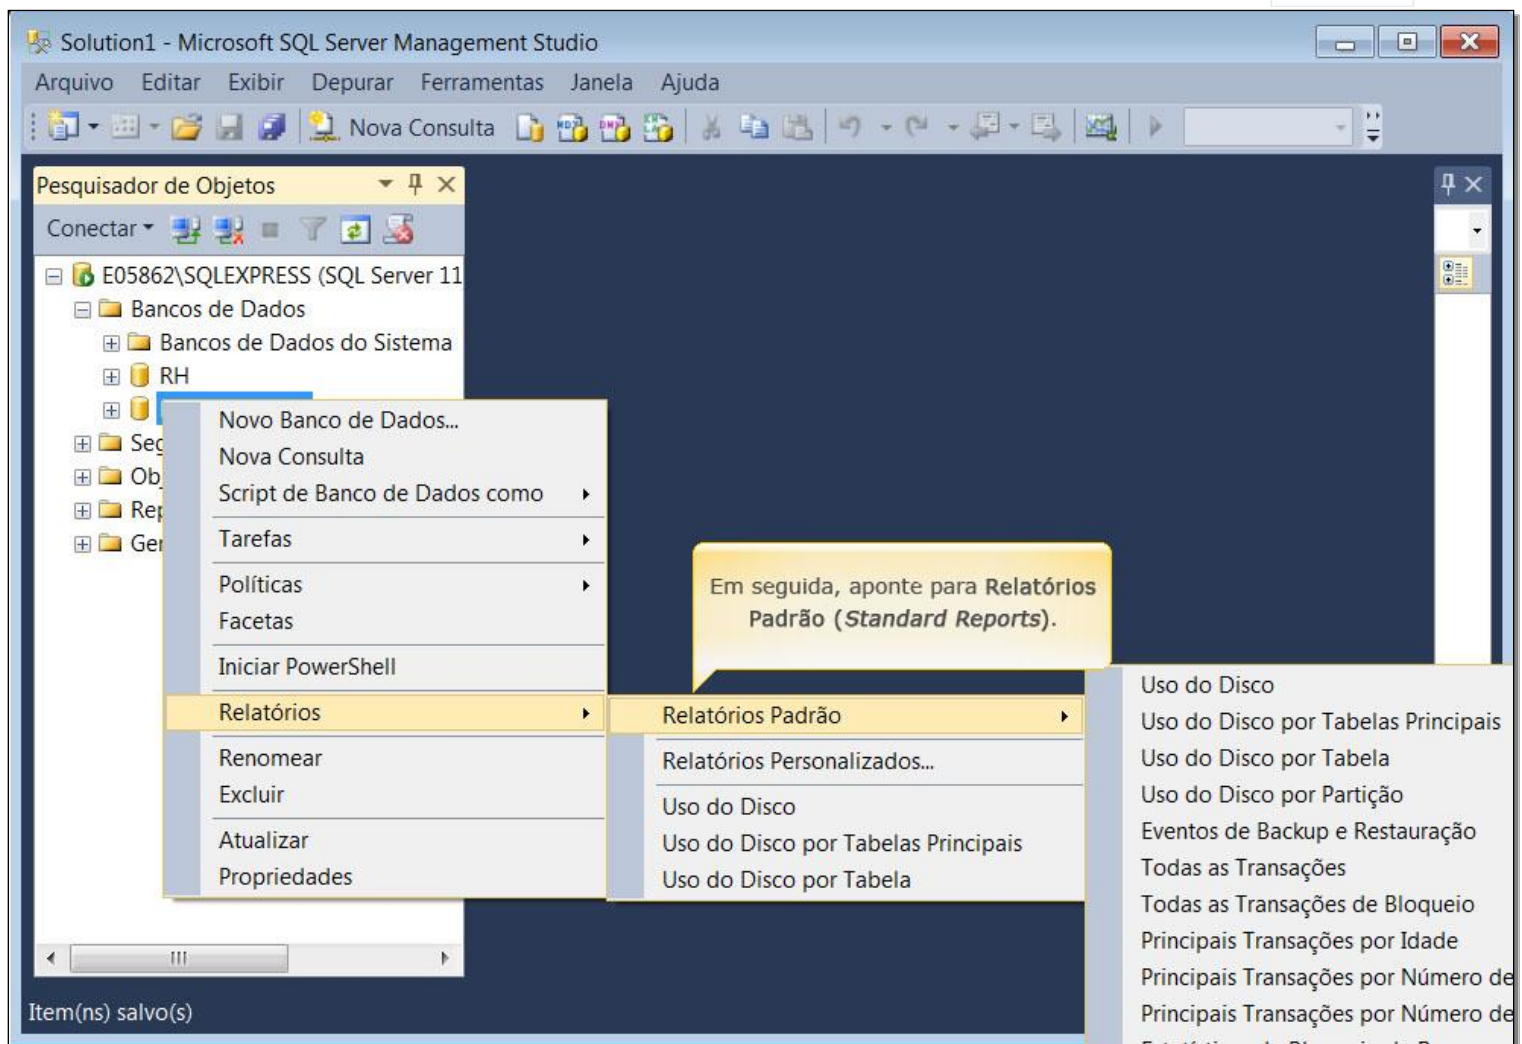 Solution1 - Microsoft SQL Server Management Studio
Arquivo Editar Exibir Depurar Ferramentas Janela Ajuda
Nova Consulta
Pesquisador de Objetos
Conectar
E05862\SQLEXPRESS (SQL Server 11
Bancos de Dados
Bancos de Dados do Sistema
RH
Seg
Ob
Rep
Ger
Novo Banco de Dados...
Nova Consulta
Script de Banco de Dados como
Tarefas
Políticas
Facetas
Iniciar PowerShell
Relatórios
Renomear
Excluir
Atualizar
Propriedades
Em seguida, aponte para Relatórios
Padrão (Standard Reports).
Relatórios Padrão
Relatórios Personalizados...
Uso do Disco
Uso do Disco por Tabelas Principais
Uso do Disco por Tabela
Uso do Disco
Uso do Disco por Tabelas Principais
Uso do Disco por Tabela
Uso do Disco por Partição
Eventos de Backup e Restauração
Todas as Transações
Todas as Transações de Bloqueio
Principais Transações por Idade
Principais Transações por Número de
Principais Transações por Número de
Item(ns) salvo(s)